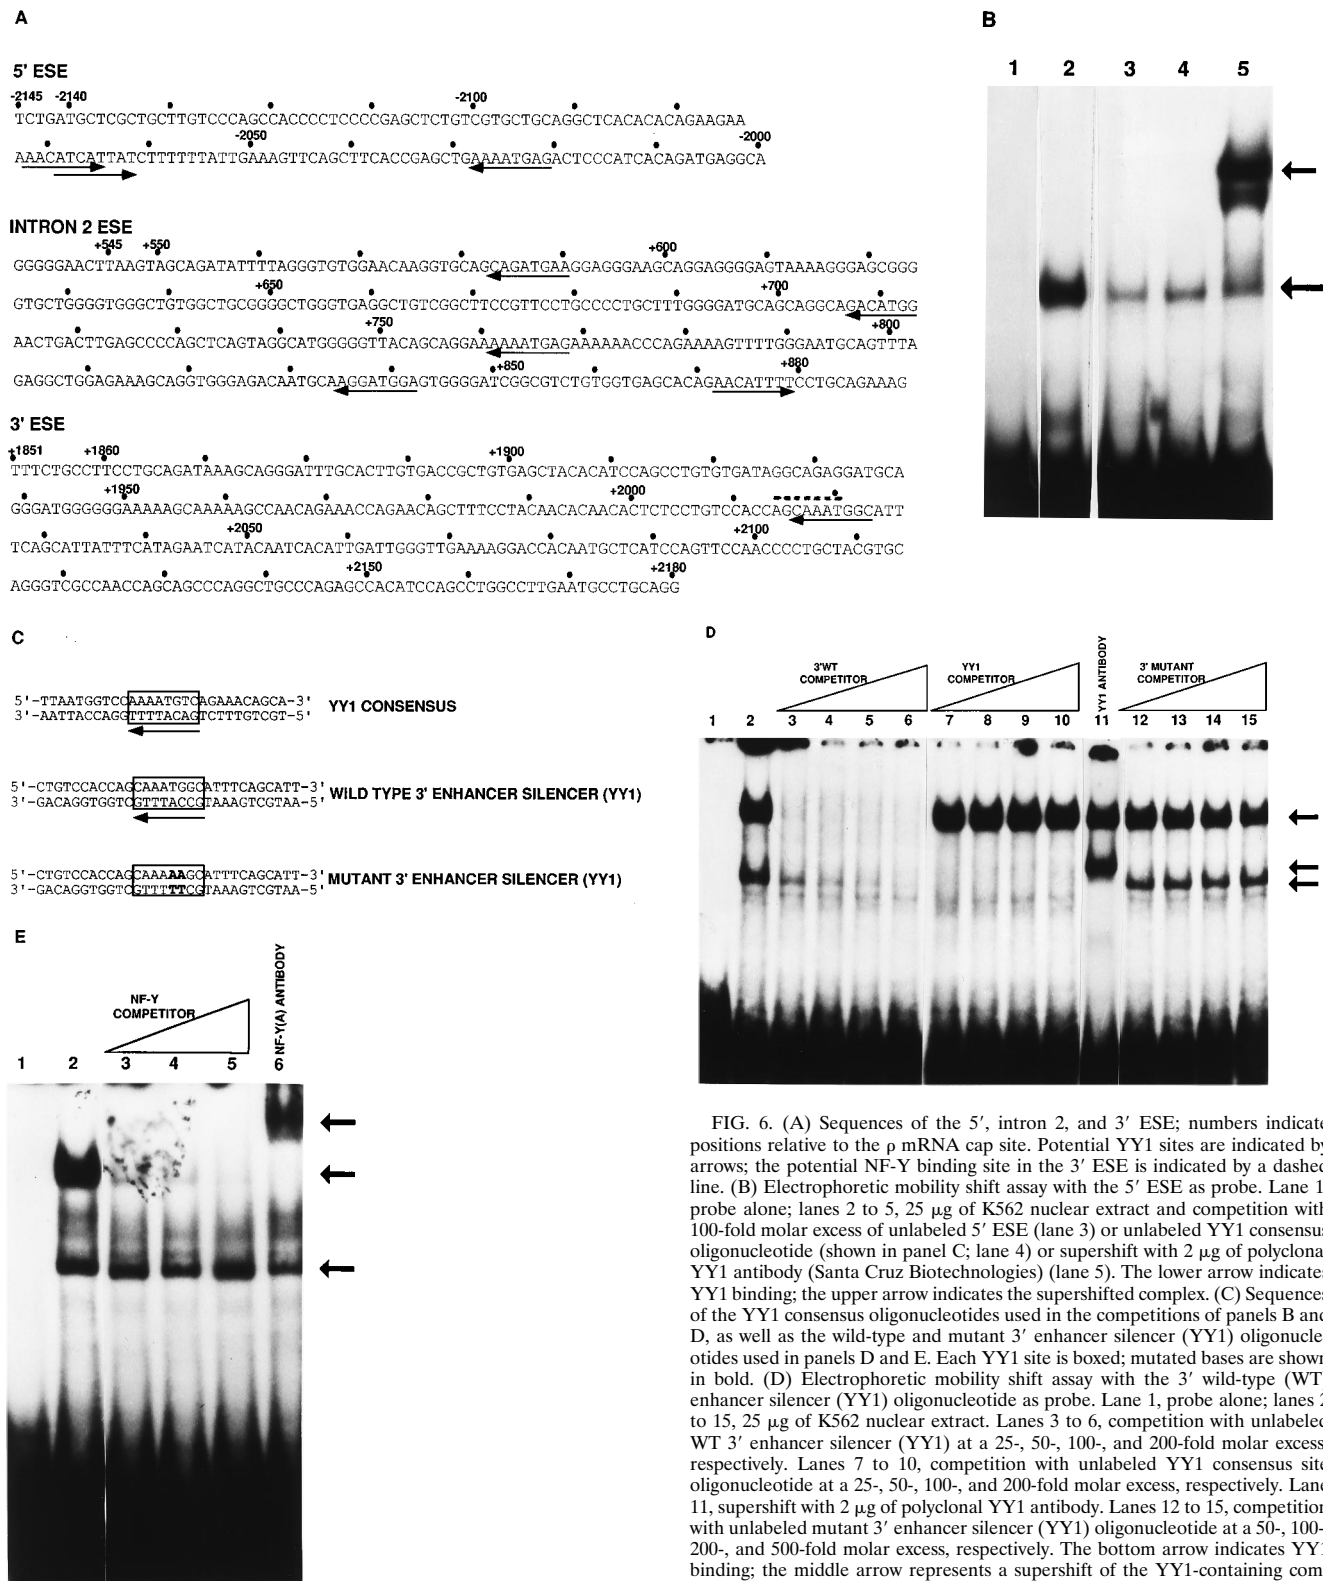 A
5' ESE
-2145 -2140 -2100
TCTGATGCTCGCTGCTTGTCCCAGCCACCCCTCCCCGAGCTCTGTCGTGCTGCAGGCTCACACACAGAAGAA
-2050 -2000
AAACATCATTATCTTTTTTATTGAAAGTTCAGCTTCACCGAGCTGAAAATGAGACTCCCATCACAGATGAGGCA
INTRON 2 ESE
+545 +550 +600
GGGGGAACTTAAGTAGCAGATATTTTAGGGTGTGGAACAAGGTGCAGCAGATGAAGGAGGGAAGCAGGAGGGGAGTAAAAGGGAGCGGG
+650 +700
GTGCTGGGGTGGGCTGTGGCTGCGGGGCTGGGTGAGGCTGTCGGCTTCCGTTCCTGCCCCTGCTTTGGGGATGCAGCAGGCAGACATGG
+750 +800
AACTGACTTGAGCCCCAGCTCAGTAGGCATGGGGGTTACAGCAGGAAAAAATGAGAAAAAACCCAGAAAAGTTTTGGGAATGCAGTTTA
+850 +880
GAGGCTGGAGAAAGCAGGTGGGAGACAATGCAAGGATGGAGTGGGGATCGGCGTCTGTGGTGAGCACAGAACATTTTCCTGCAGAAAG
3' ESE
+1851 +1860 +1900
TTTCTGCCTTCCTGCAGATAAAGCAGGGATTTGCACTTGTGACCGCTGTGAGCTACACATCCAGCCTGTGTGATAGGCAGAGGATGCA
+1950 +2000
GGGATGGGGGGAAAAAGCAAAAAGCCAACAGAAACCAGAACAGCTTTCCTACAACACAACACTCTCCTGTCCACCAGCAAATGGCATT
+2050 +2100
TCAGCATTATTTCATAGAATCATACAATCACATTGATTGGGTTGAAAAGGACCACAATGCTCATCCAGTTCCAACCCCTGCTACGTGC
+2150 +2180
AGGGTCGCCAACCAGCAGCCCAGGCTGCCCAGAGCCACATCCAGCCTGGCCTTGAATGCCTGCAGG
B
1 2 3 4 5
C
5'-TTAATGGTCCAAAATGTCAGAAACAGCA-3'
3'-AATTACCAGGTTTTACAGTCTTTGTCGT-5'
YY1 CONSENSUS
5'-CTGTCCACCAGCAAATGGCATTTCAGCATT-3'
3'-GACAGGTGGTCGTTTACCGTAAAGTCGTAA-5'
WILD TYPE 3' ENHANCER SILENCER (YY1)
5'-CTGTCCACCAGCAAAAAGCATTTCAGCATT-3'
3'-GACAGGTGGTCGTTTTTCGTAAAGTCGTAA-5'
MUTANT 3' ENHANCER SILENCER (YY1)
D
3'WT COMPETITOR
YY1 COMPETITOR
YY1 ANTIBODY
3' MUTANT COMPETITOR
1 2 3 4 5 6 7 8 9 10 11 12 13 14 15
E
NF-Y COMPETITOR
NF-Y(A) ANTIBODY
1 2 3 4 5 6
FIG. 6. (A) Sequences of the 5′, intron 2, and 3′ ESE; numbers indicate
positions relative to the ρ mRNA cap site. Potential YY1 sites are indicated by
arrows; the potential NF-Y binding site in the 3′ ESE is indicated by a dashed
line. (B) Electrophoretic mobility shift assay with the 5′ ESE as probe. Lane 1,
probe alone; lanes 2 to 5, 25 μg of K562 nuclear extract and competition with
100-fold molar excess of unlabeled 5′ ESE (lane 3) or unlabeled YY1 consensus
oligonucleotide (shown in panel C; lane 4) or supershift with 2 μg of polyclonal
YY1 antibody (Santa Cruz Biotechnologies) (lane 5). The lower arrow indicates
YY1 binding; the upper arrow indicates the supershifted complex. (C) Sequences
of the YY1 consensus oligonucleotides used in the competitions of panels B and
D, as well as the wild-type and mutant 3′ enhancer silencer (YY1) oligonucle-
otides used in panels D and E. Each YY1 site is boxed; mutated bases are shown
in bold. (D) Electrophoretic mobility shift assay with the 3′ wild-type (WT)
enhancer silencer (YY1) oligonucleotide as probe. Lane 1, probe alone; lanes 2
to 15, 25 μg of K562 nuclear extract. Lanes 3 to 6, competition with unlabeled
WT 3′ enhancer silencer (YY1) at a 25-, 50-, 100-, and 200-fold molar excess,
respectively. Lanes 7 to 10, competition with unlabeled YY1 consensus site
oligonucleotide at a 25-, 50-, 100-, and 200-fold molar excess, respectively. Lane
11, supershift with 2 μg of polyclonal YY1 antibody. Lanes 12 to 15, competition
with unlabeled mutant 3′ enhancer silencer (YY1) oligonucleotide at a 50-, 100-,
200-, and 500-fold molar excess, respectively. The bottom arrow indicates YY1
binding; the middle arrow represents a supershift of the YY1-containing com-